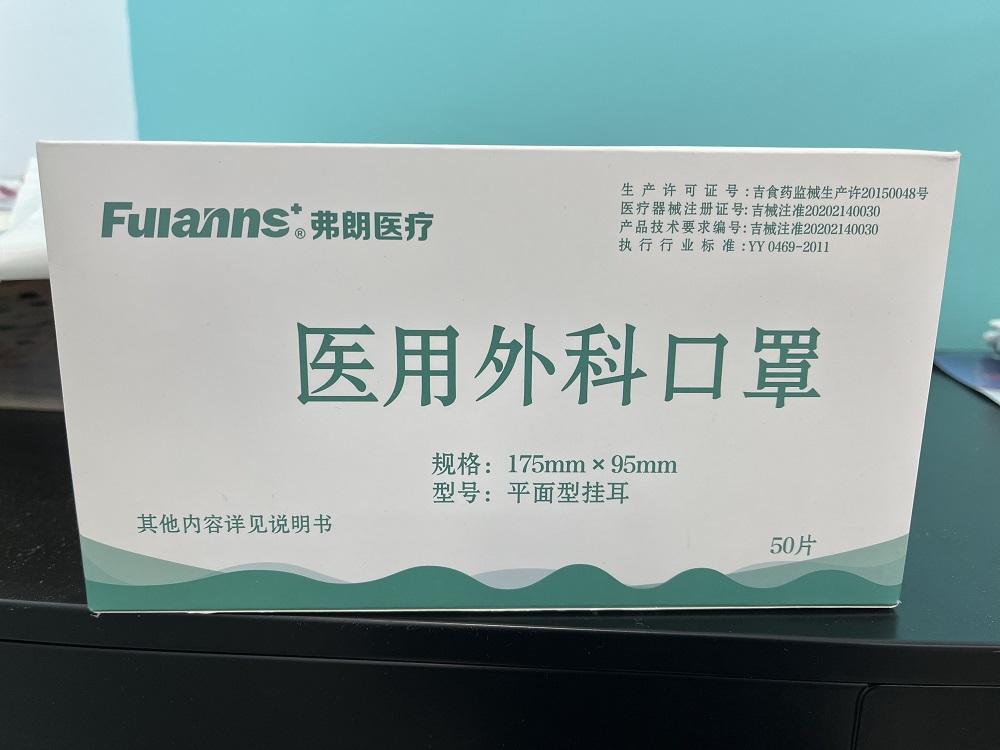 Fulanns+® 弗朗医疗
生产许可证号:吉食药监械生产许20150048号
医疗器械注册证号:吉械注准20202140030
产品技术要求编号:吉械注准20202140030
执行行业标准:YY 0469-2011
医用外科口罩
规格：175mm×95mm
型号：平面型挂耳
其他内容详见说明书
50片